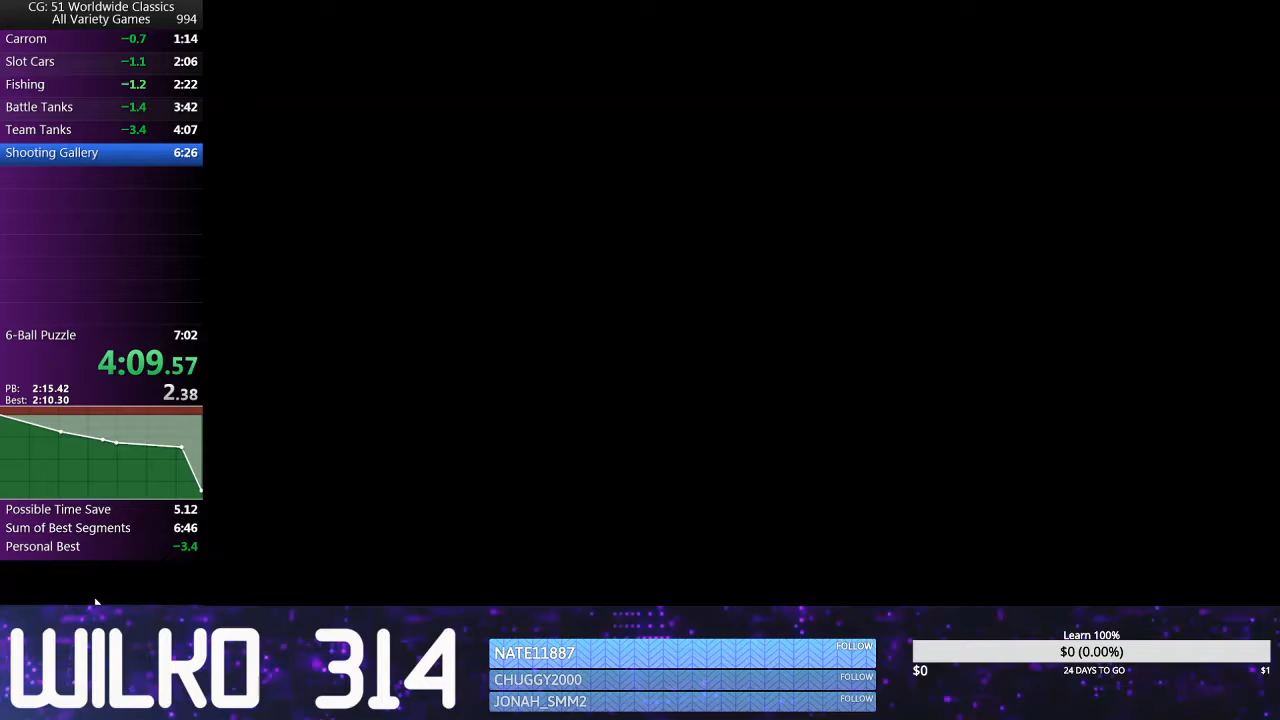 CG: 51 Worldwide Classics
All Variety Games 994
Carrom −0.7 1:14
Slot Cars −1.1 2:06
Fishing −1.2 2:22
Battle Tanks −1.4 3:42
Team Tanks −3.4 4:07
Shooting Gallery 6:26
6-Ball Puzzle 7:02
4:09.57
PB: 2:15.42
Best: 2:10.30
2.38
Possible Time Save 5.12
Sum of Best Segments 6:46
Personal Best −3.4
WILKO 314
NATE11887 FOLLOW
CHUGGY2000 FOLLOW
JONAH_SMM2 FOLLOW
Learn 100%
$0 (0.00%)
$0 24 DAYS TO GO $1